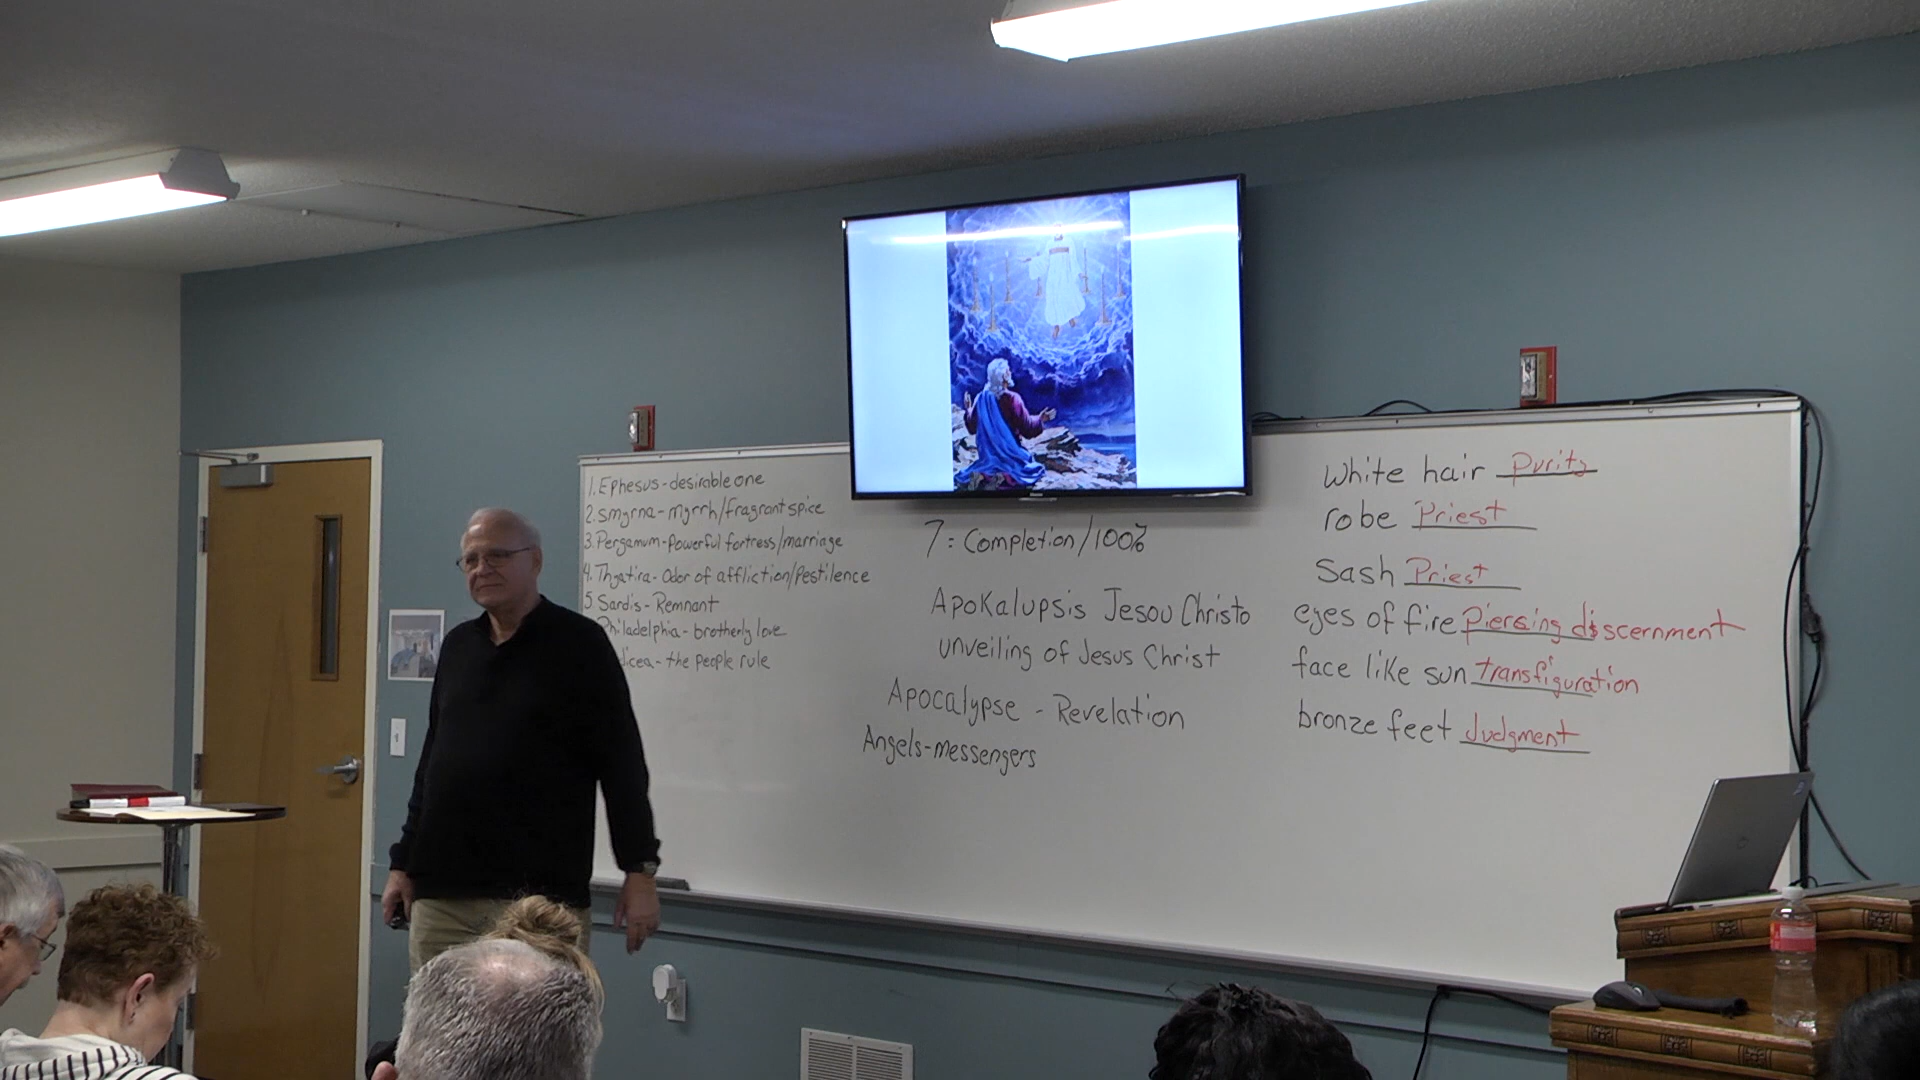 1. Ephesus - desirable one
2. Smyrna - myrrh/fragrant spice
3. Pergamum - powerful fortress/marriage
4. Thyatira - Odor of affliction/Pestilence
5. Sardis - Remnant
Philadelphia - brotherly love
dicea - the people rule
7 = Completion/100%
Apokalupsis Jesou Christo
unveiling of Jesus Christ
Apocalypse - Revelation
Angels - messengers
White hair Purity
robe Priest
Sash Priest
eyes of fire piercing discernment
face like sun transfiguration
bronze feet Judgment